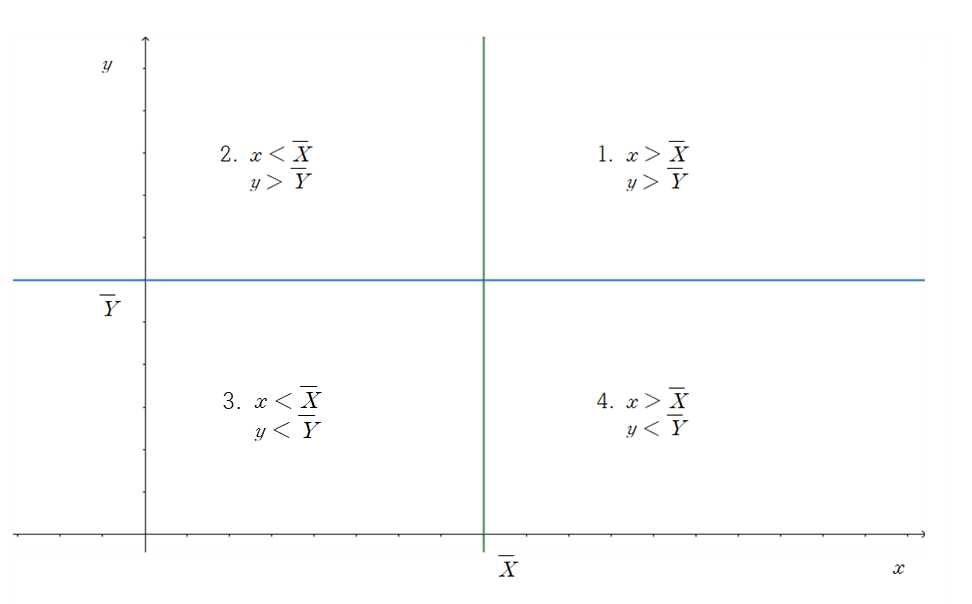 y
2. x < X̅
y > Y̅
1. x > X̅
y > Y̅
Y̅
3. x < X̅
y < Y̅
4. x > X̅
y < Y̅
X̅
x